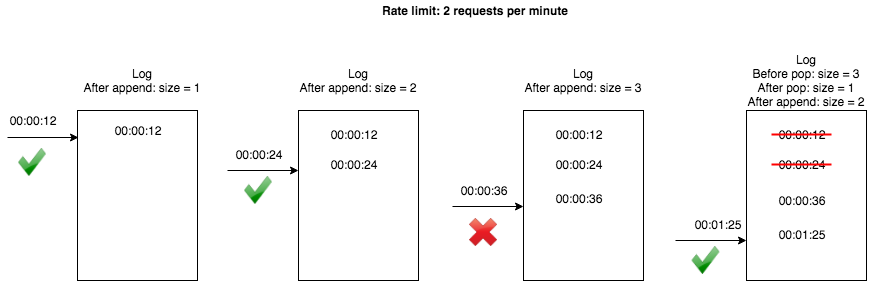 Rate limit: 2 requests per minute
Log
After append: size = 1
00:00:12
00:00:12
Log
After append: size = 2
00:00:24
00:00:12
00:00:24
Log
After append: size = 3
00:00:36
00:00:12
00:00:24
00:00:36
Log
Before pop: size = 3
After pop: size = 1
After append: size = 2
00:01:25
00:00:12
00:00:24
00:00:36
00:01:25